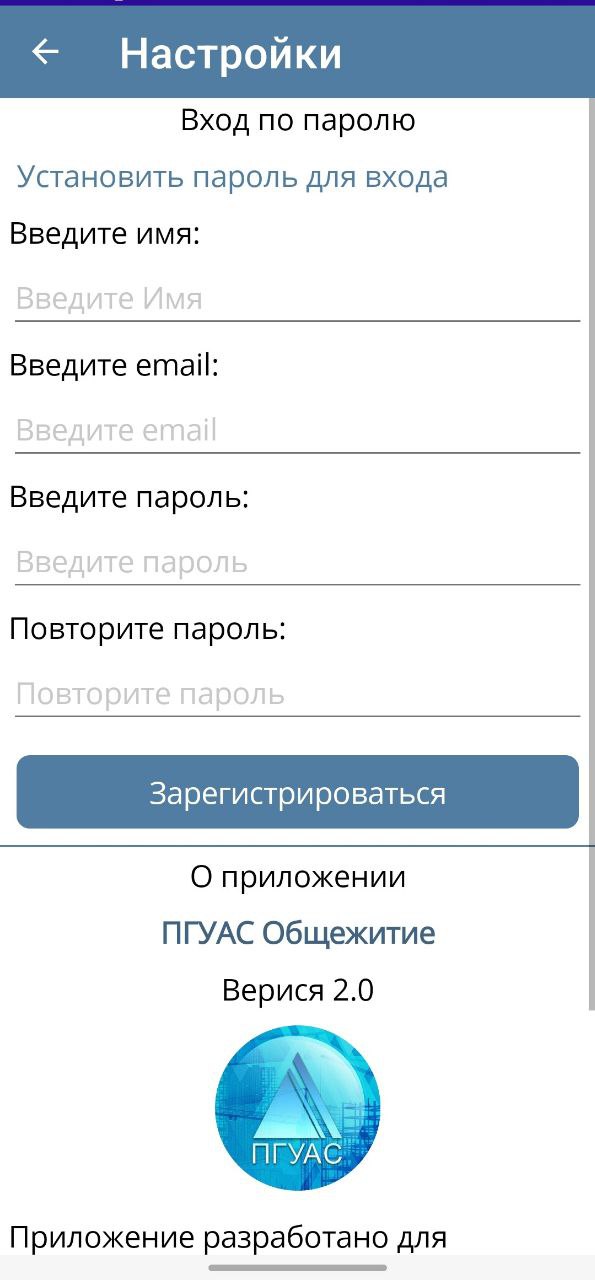 Настройки
Вход по паролю
Установить пароль для входа
Введите имя:
Введите Имя
Введите email:
Введите email
Введите пароль:
Введите пароль
Повторите пароль:
Повторите пароль
Зарегистрироваться
О приложении
ПГУАС Общежитие
Верися 2.0
ПГУАС
Приложение разработано для